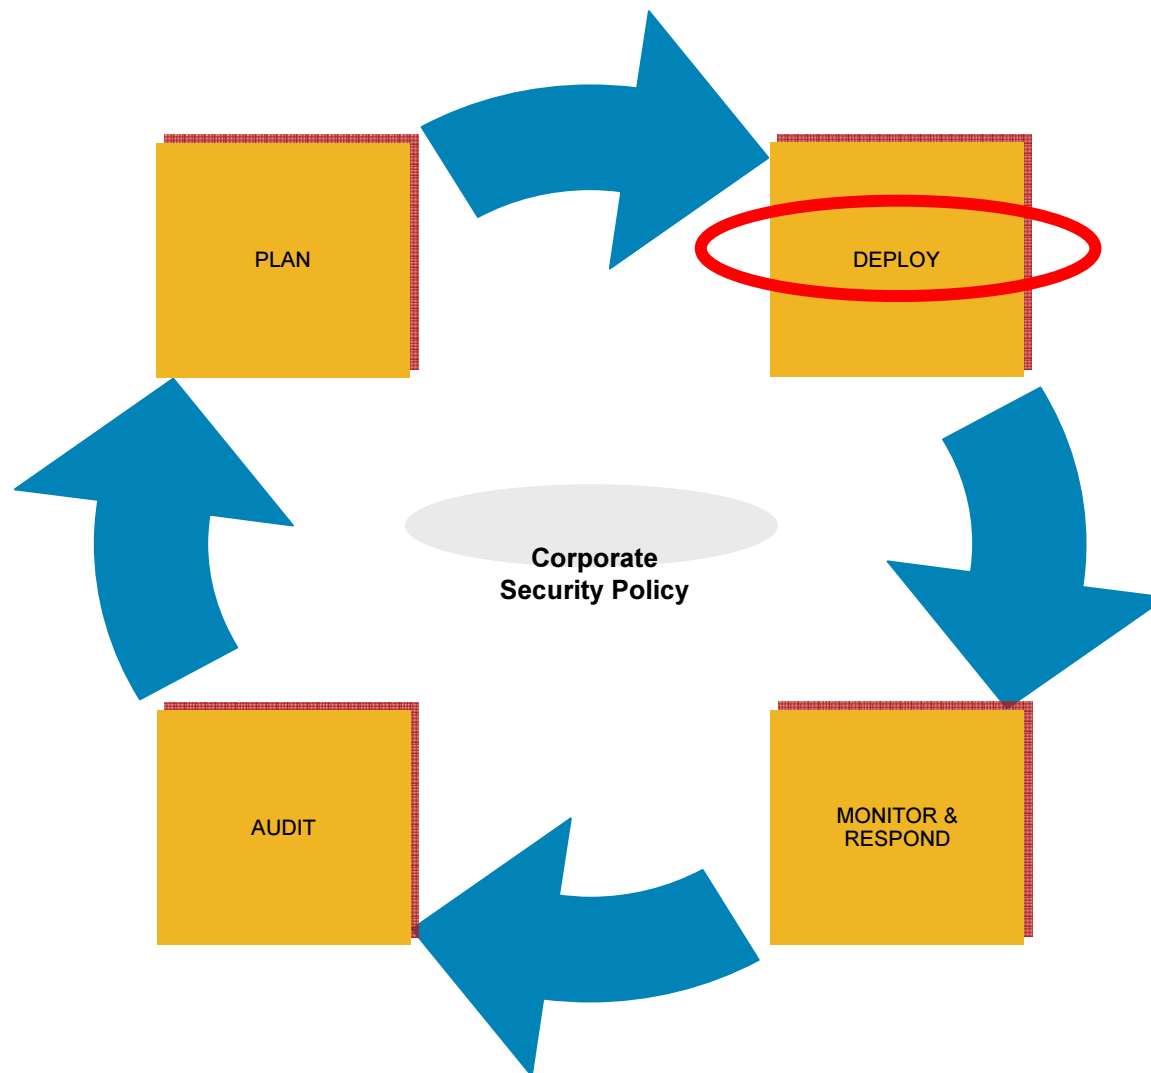 PLAN
DEPLOY
Corporate
Security Policy
AUDIT
MONITOR &
RESPOND